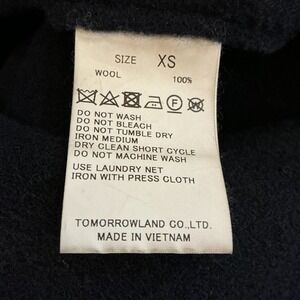 SIZE XS
WOOL 100%
DO NOT WASH
DO NOT BLEACH
DO NOT TUMBLE DRY
IRON MEDIUM
DRY CLEAN SHORT CYCLE
DO NOT MACHINE WASH
USE LAUNDRY NET
IRON WITH PRESS CLOTH
TOMORROWLAND CO.,LTD.
MADE IN VIETNAM